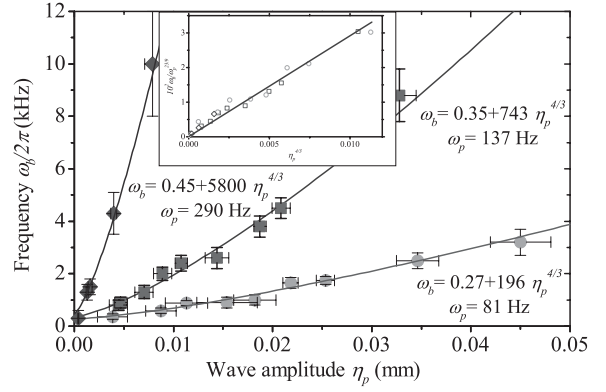 12
10
8
6
4
2
0
Frequency ω_b/2π (kHz)
0.00
0.01
0.02
0.03
0.04
0.05
Wave amplitude η_p (mm)
3
2
1
0
0.000
0.005
0.010
η_p^{4/3}
ω_b = 0.35+743 η_p^{4/3}
ω_p = 137 Hz
ω_b = 0.45+5800 η_p^{4/3}
ω_p = 290 Hz
ω_b = 0.27+196 η_p^{4/3}
ω_p = 81 Hz